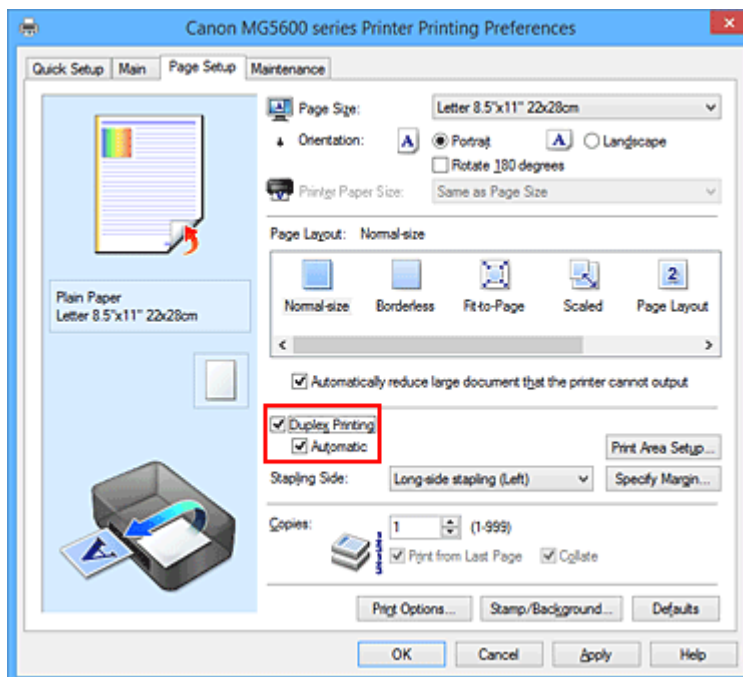 Canon MG5600 series Printer Printing Preferences
Quick Setup Main Page Setup Maintenance
Page Size: Letter 8.5"x11" 22x28cm
Orientation: A Portrait A Landscape
Rotate 180 degrees
Printer Paper Size: Same as Page Size
Page Layout: Normal-size
2
Normal-size Borderless Fit-to-Page Scaled Page Layout
Plain Paper
Letter 8.5"x11" 22x28cm
Automatically reduce large document that the printer cannot output
Duplex Printing
Automatic
Print Area Setup...
Stapling Side: Long-side stapling (Left) Specify Margin...
Copies: 1 (1-999)
Print from Last Page Collate
A
Print Options... Stamp/Background... Defaults
OK Cancel Apply Help